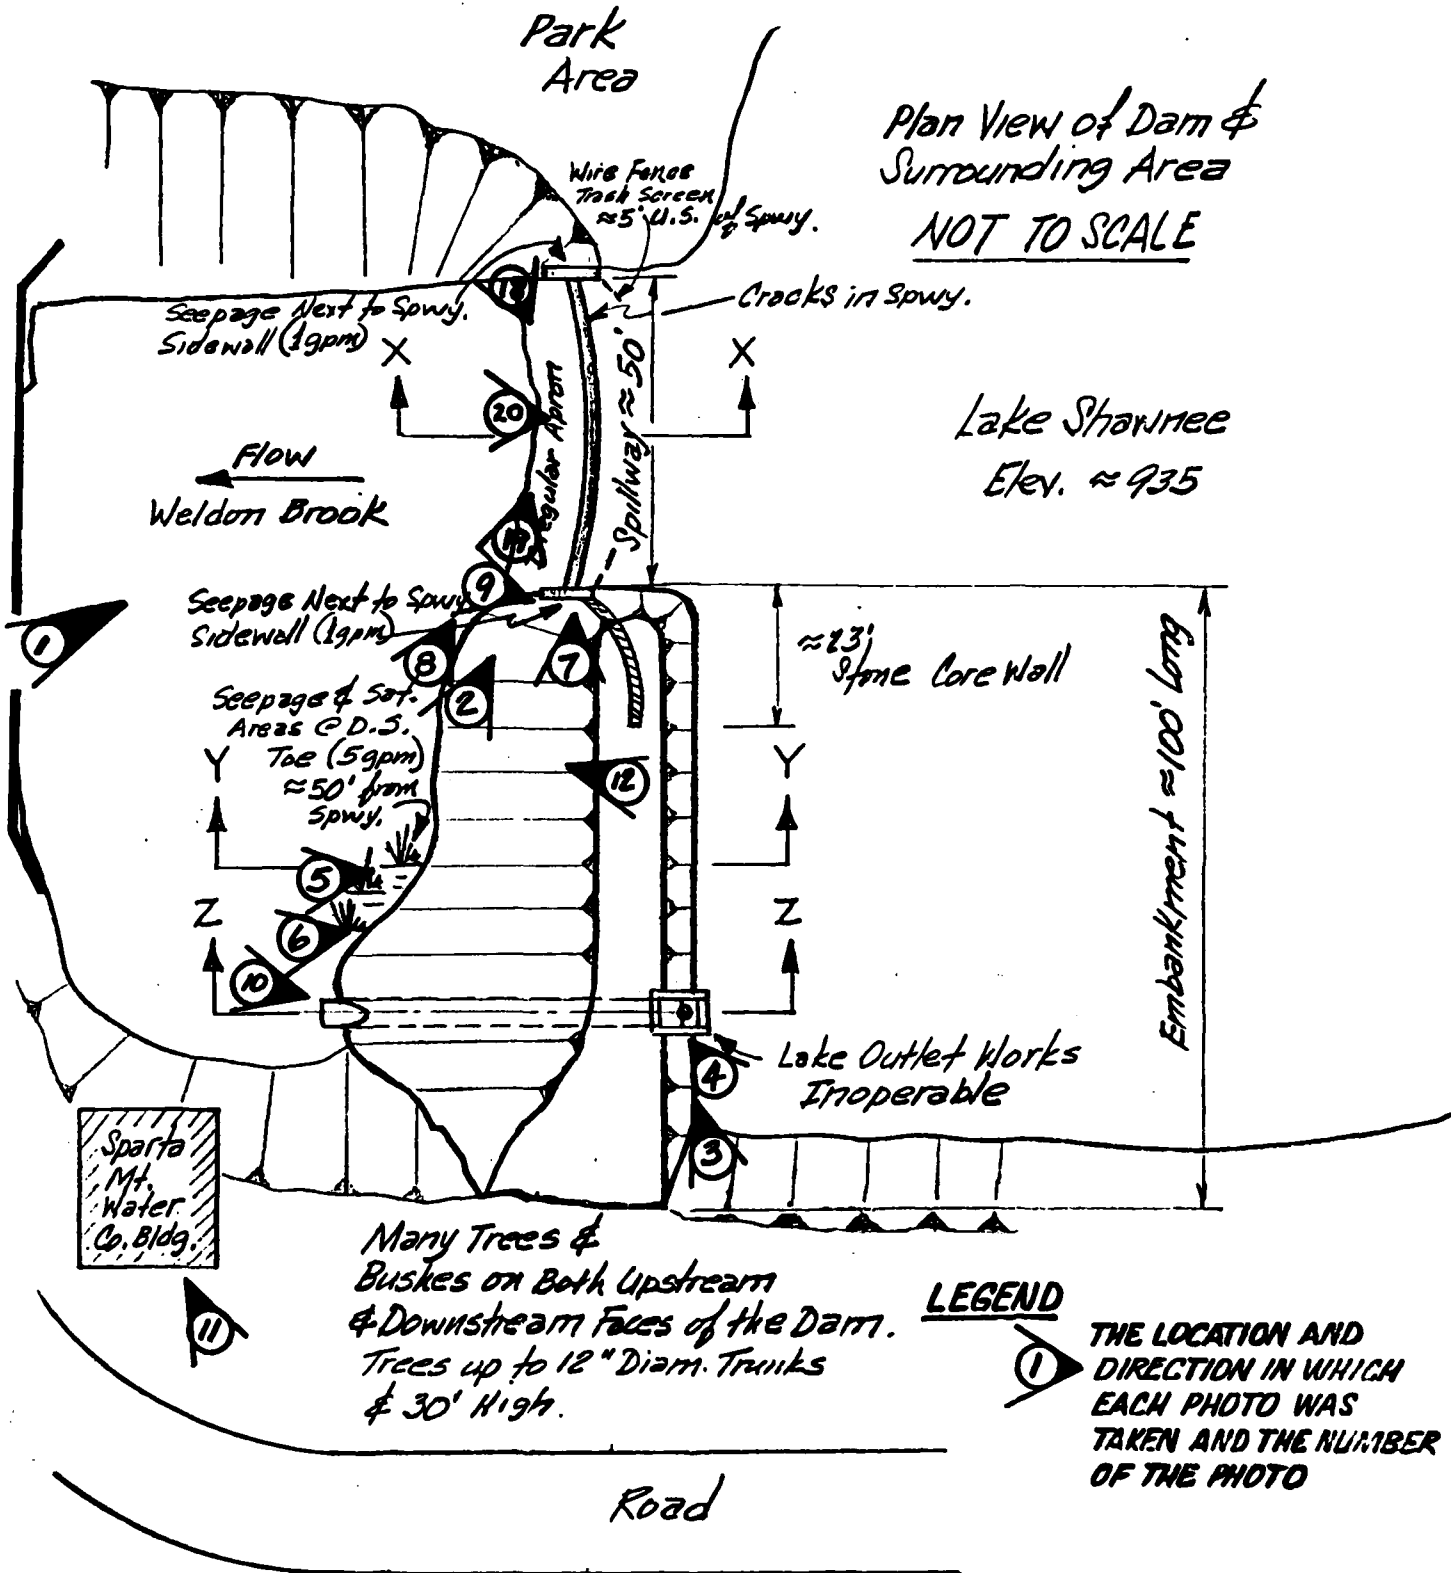 Park
Area
Plan View of Dam &
Surrounding Area
NOT TO SCALE
Wire Fence
Trash Screen
≈5' U.S. of Spwy.
Cracks in Spwy.
Seepage Next to Spwy.
Sidewall (1gpm)
18
X
X
20
Irregular Apron
Spillway ≈ 50'
Lake Shawnee
Elev. ≈ 935
Flow
Weldon Brook
9
Seepage Next to Spwy
Sidewall (1gpm)
1
8
2
7
≈23'
Stone Core Wall
Seepage & Sat.
Areas @ D.S.
Toe (5gpm)
≈50' from
Spwy.
Y
Y
12
Embankment ≈ 100' Long
5
Z
Z
6
10
Lake Outlet Works
Inoperable
4
3
Sparta
Mt.
Water
Co. Bldg.
11
Many Trees &
Bushes on Both Upstream
& Downstream Faces of the Dam.
Trees up to 12" Diam. Trunks
& 30' High.
LEGEND
1
THE LOCATION AND
DIRECTION IN WHICH
EACH PHOTO WAS
TAKEN AND THE NUMBER
OF THE PHOTO
Road